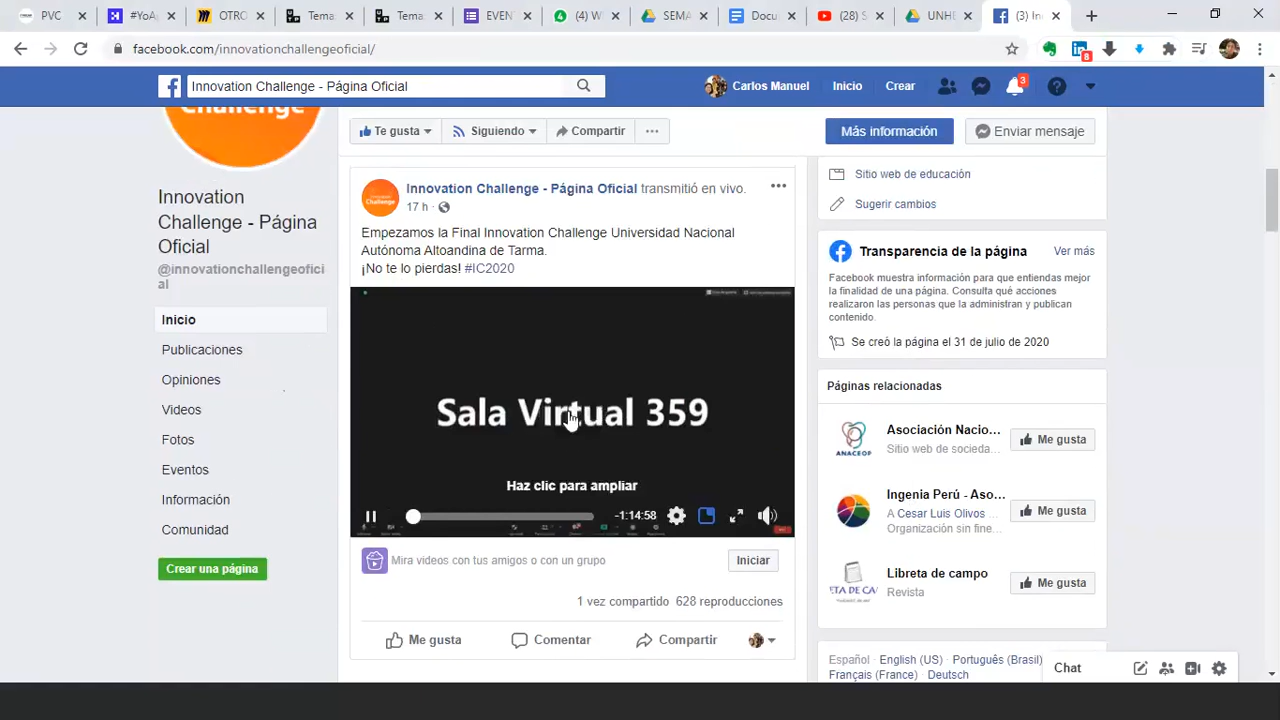 PVC
#YoA
OTRO
Tema:
Tema:
EVEN
(4) W
SEMA
Docu
(28) S
UNHE
(3) In
facebook.com/innovationchallengeoficial/
8
Innovation Challenge - Página Oficial
Carlos Manuel
Inicio
Crear
3
Challenge
Te gusta
Siguiendo
Compartir
Más información
Enviar mensaje
Innovation
Challenge - Página
Oficial
@innovationchallengeofici
al
Inicio
Publicaciones
Opiniones
Videos
Fotos
Eventos
Información
Comunidad
Crear una página
Innovation Challenge - Página Oficial transmitió en vivo.
17 h
Empezamos la Final Innovation Challenge Universidad Nacional
Autónoma Altoandina de Tarma.
¡No te lo pierdas! #IC2020
Sala Virtual 359
Haz clic para ampliar
-1:14:58
Mira videos con tus amigos o con un grupo
Iniciar
1 vez compartido 628 reproducciones
Me gusta
Comentar
Compartir
Sitio web de educación
Sugerir cambios
Transparencia de la página
Ver más
Facebook muestra información para que entiendas mejor
la finalidad de una página. Consulta qué acciones
realizaron las personas que la administran y publican
contenido.
Se creó la página el 31 de julio de 2020
Páginas relacionadas
ANACEOP
Asociación Nacio...
Sitio web de socieda...
Me gusta
Ingenia Perú - Aso...
A Cesar Luis Olivos ...
Organización sin fine...
Me gusta
ETA DE CA
Libreta de campo
Revista
Me gusta
Español · English (US) · Português (Brasil)
Français (France) · Deutsch
Chat